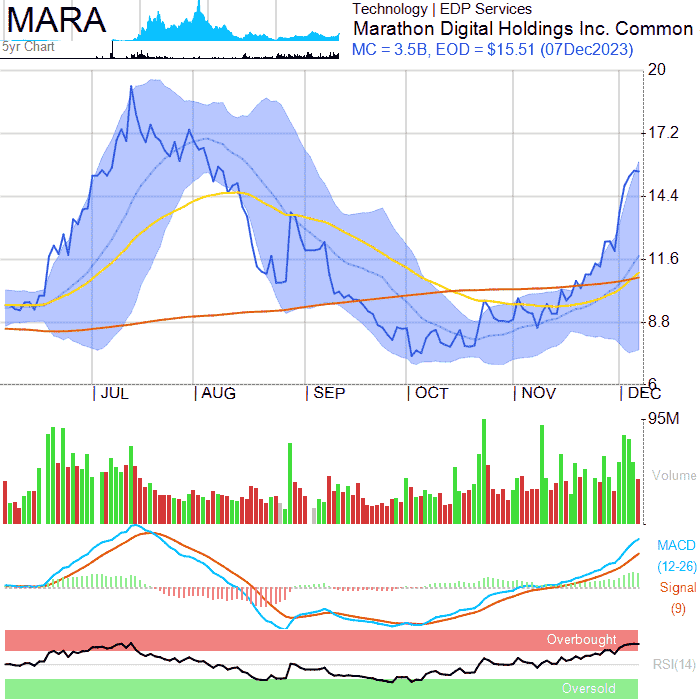 MARA
5yr Chart
Technology | EDP Services
Marathon Digital Holdings Inc. Common
MC = 3.5B, EOD = $15.51 (07Dec2023)
20
17.2
14.4
11.6
8.8
6
JUL
AUG
SEP
OCT
NOV
DEC
95M
Volume
MACD
(12-26)
Signal
(9)
Overbought
RSI(14)
Oversold